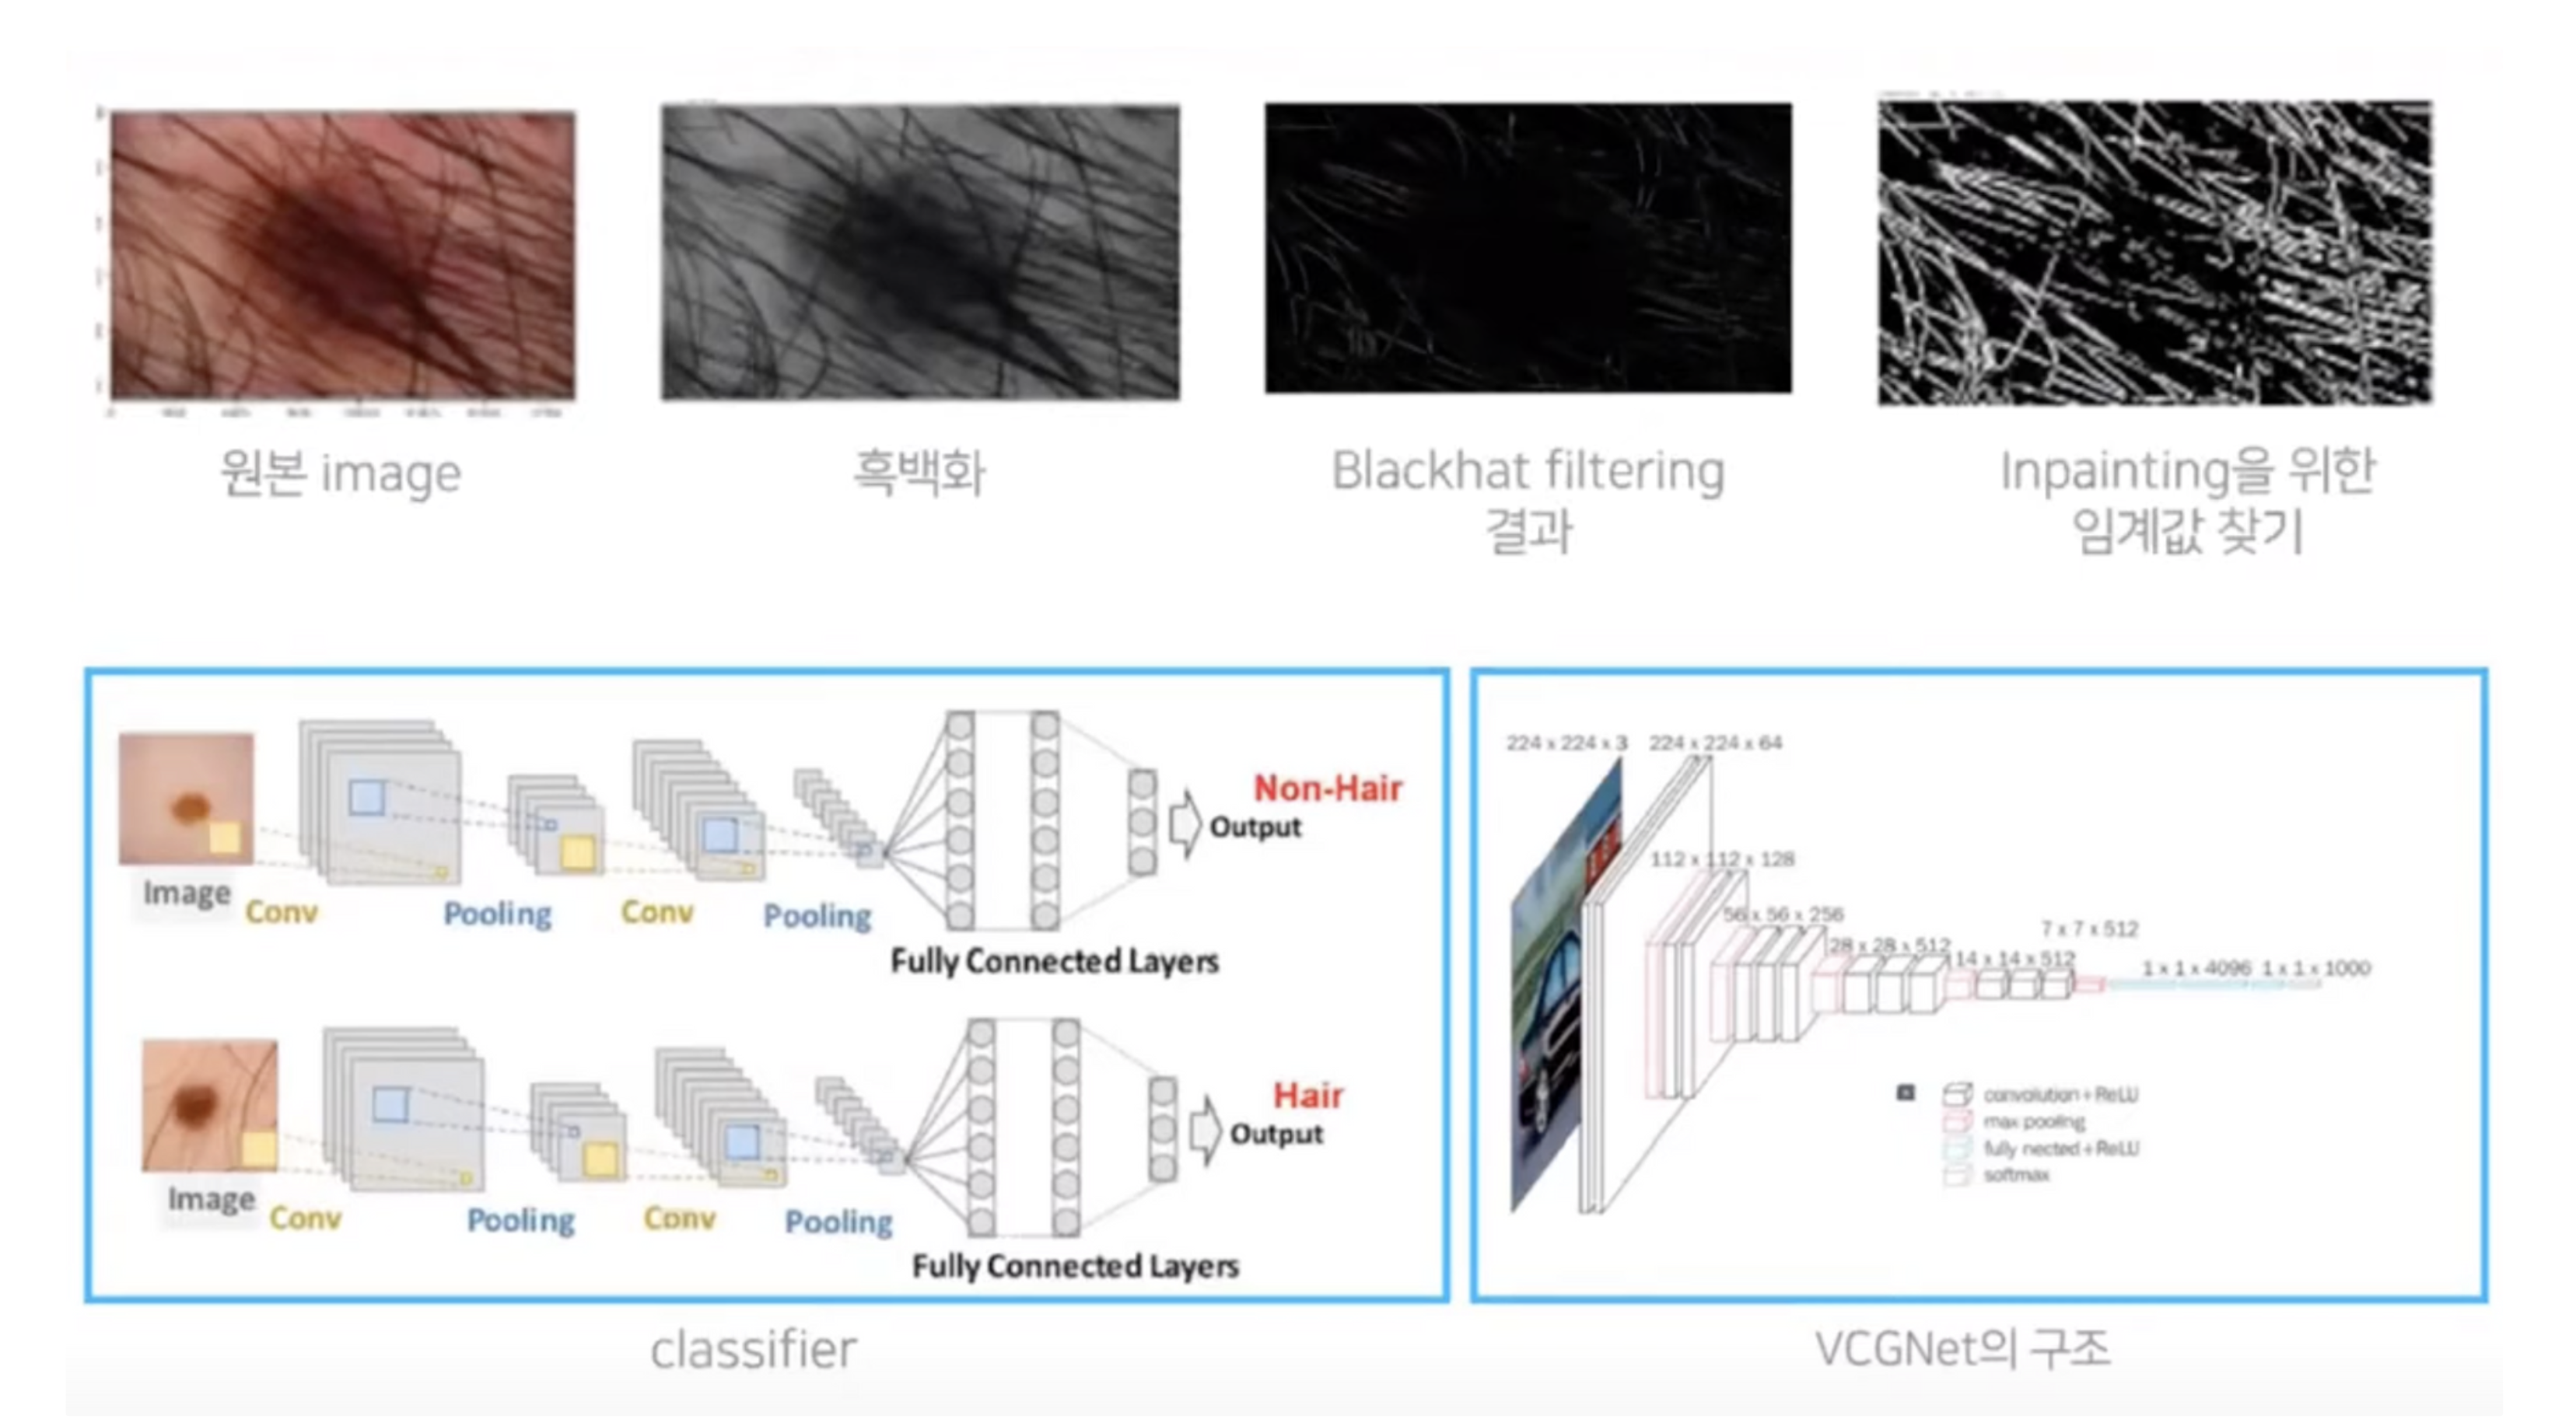 원본 image
흑백화
Blackhat filtering
결과
Inpainting을 위한
임계값 찾기
Image
Conv
Pooling
Conv
Pooling
Fully Connected Layers
Non-Hair
Output
Image
Conv
Pooling
Conv
Pooling
Fully Connected Layers
Hair
Output
classifier
224 x 224 x 3
224 x 224 x 64
112 x 112 x 128
56 x 56 x 256
28 x 28 x 512
14 x 14 x 512
7 x 7 x 512
1 x 1 x 4096
1 x 1 x 1000
convolution+ReLU
max pooling
fully nected+ReLU
softmax
VCGNet의 구조